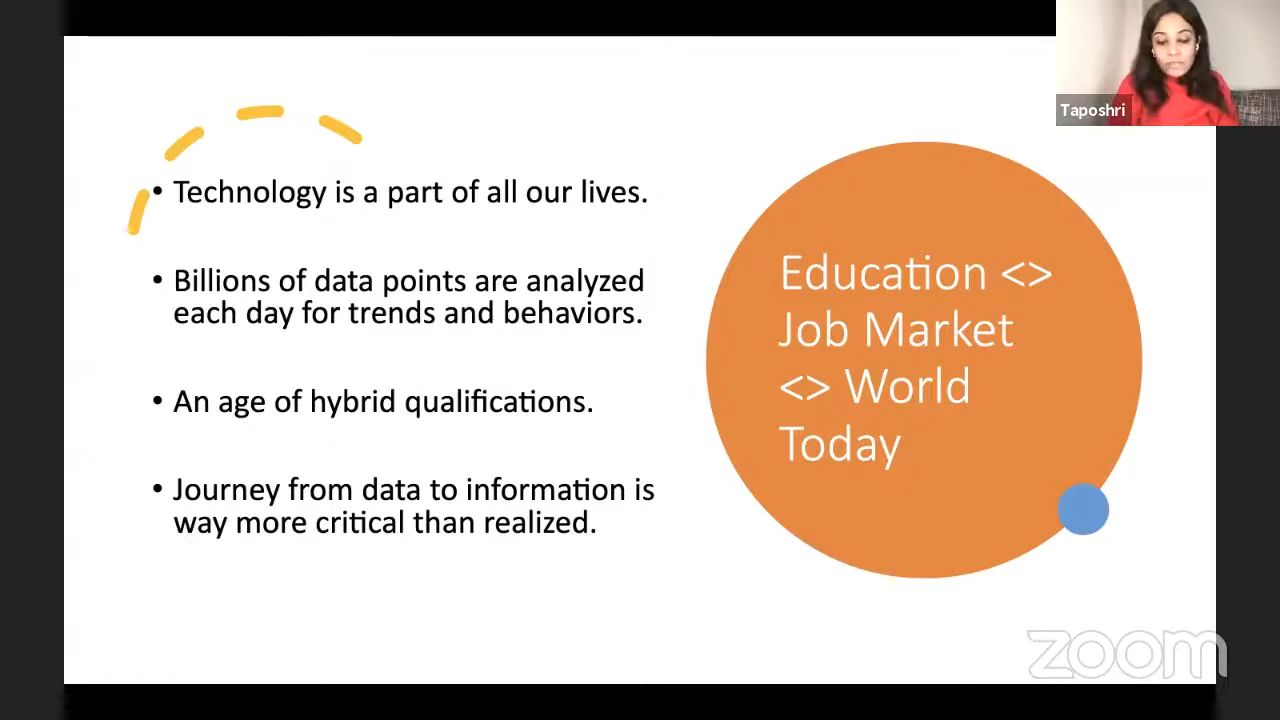 Taposhri
• Technology is a part of all our lives.
• Billions of data points are analyzed
each day for trends and behaviors.
• An age of hybrid qualifications.
• Journey from data to information is
way more critical than realized.
Education <>
Job Market
<> World
Today
zoom